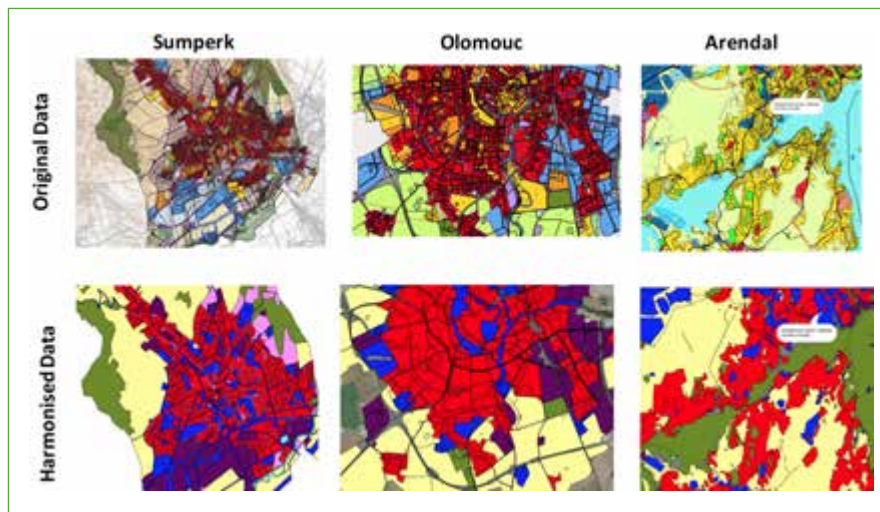 Sumperk
Olomouc
Arendal
Original Data
Harmonised Data